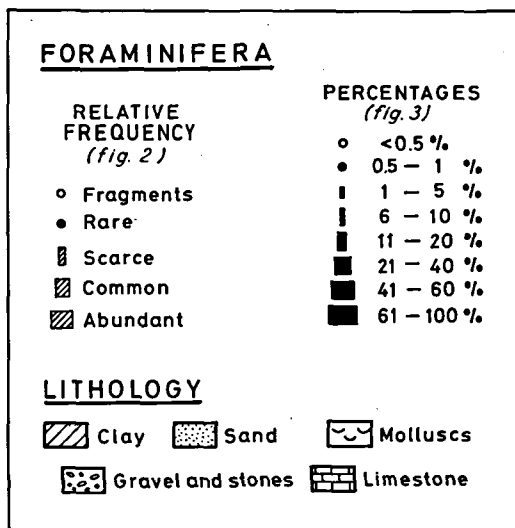 FORAMINIFERA
RELATIVE
FREQUENCY
(fig. 2)
Fragments
Rare
Scarce
Common
Abundant
PERCENTAGES
(fig. 3)
<0.5 %
0.5 – 1 %
1 – 5 %
6 – 10 %
11 – 20 %
21 – 40 %
41 – 60 %
61 – 100 %
LITHOLOGY
Clay Sand Molluscs
Gravel and stones Limestone